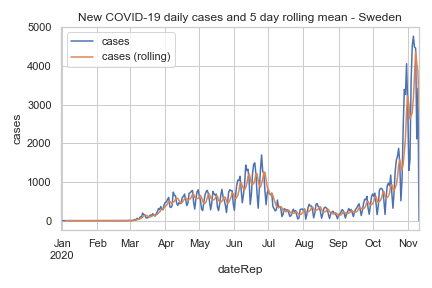 New COVID-19 daily cases and 5 day rolling mean - Sweden
cases
cases (rolling)
5000
4000
3000
2000
1000
0
cases
Jan Feb Mar Apr May Jun Jul Aug Sep Oct Nov
2020
dateRep